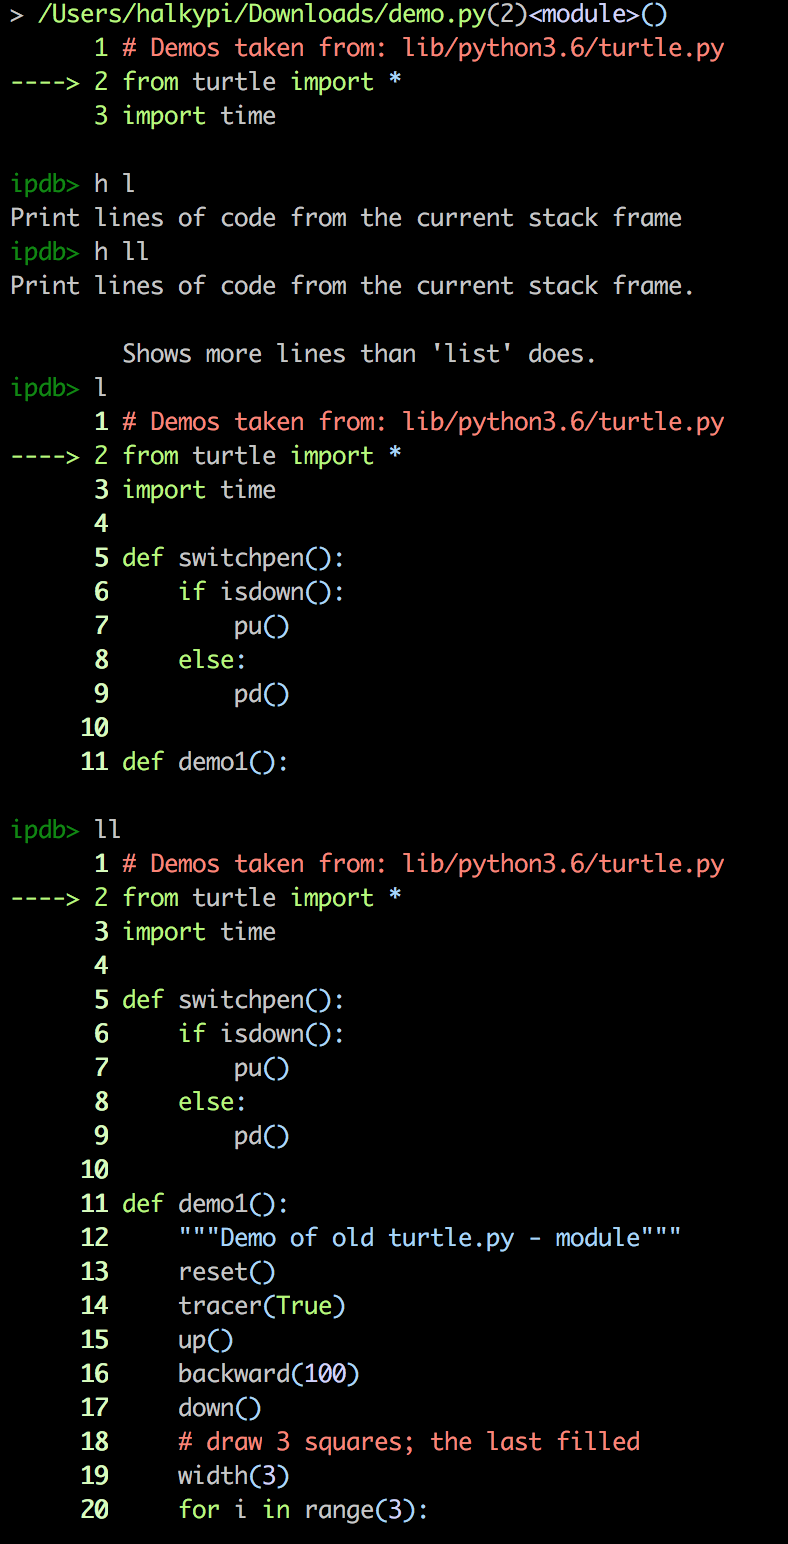 > /Users/halkypi/Downloads/demo.py(2)<module>()
      1 # Demos taken from: lib/python3.6/turtle.py
----> 2 from turtle import *
      3 import time

ipdb> h l
Print lines of code from the current stack frame
ipdb> h ll
Print lines of code from the current stack frame.

        Shows more lines than 'list' does.
ipdb> l
      1 # Demos taken from: lib/python3.6/turtle.py
----> 2 from turtle import *
      3 import time
      4
      5 def switchpen():
      6     if isdown():
      7         pu()
      8     else:
      9         pd()
     10
     11 def demo1():

ipdb> ll
      1 # Demos taken from: lib/python3.6/turtle.py
----> 2 from turtle import *
      3 import time
      4
      5 def switchpen():
      6     if isdown():
      7         pu()
      8     else:
      9         pd()
     10
     11 def demo1():
     12     """Demo of old turtle.py - module"""
     13     reset()
     14     tracer(True)
     15     up()
     16     backward(100)
     17     down()
     18     # draw 3 squares; the last filled
     19     width(3)
     20     for i in range(3):